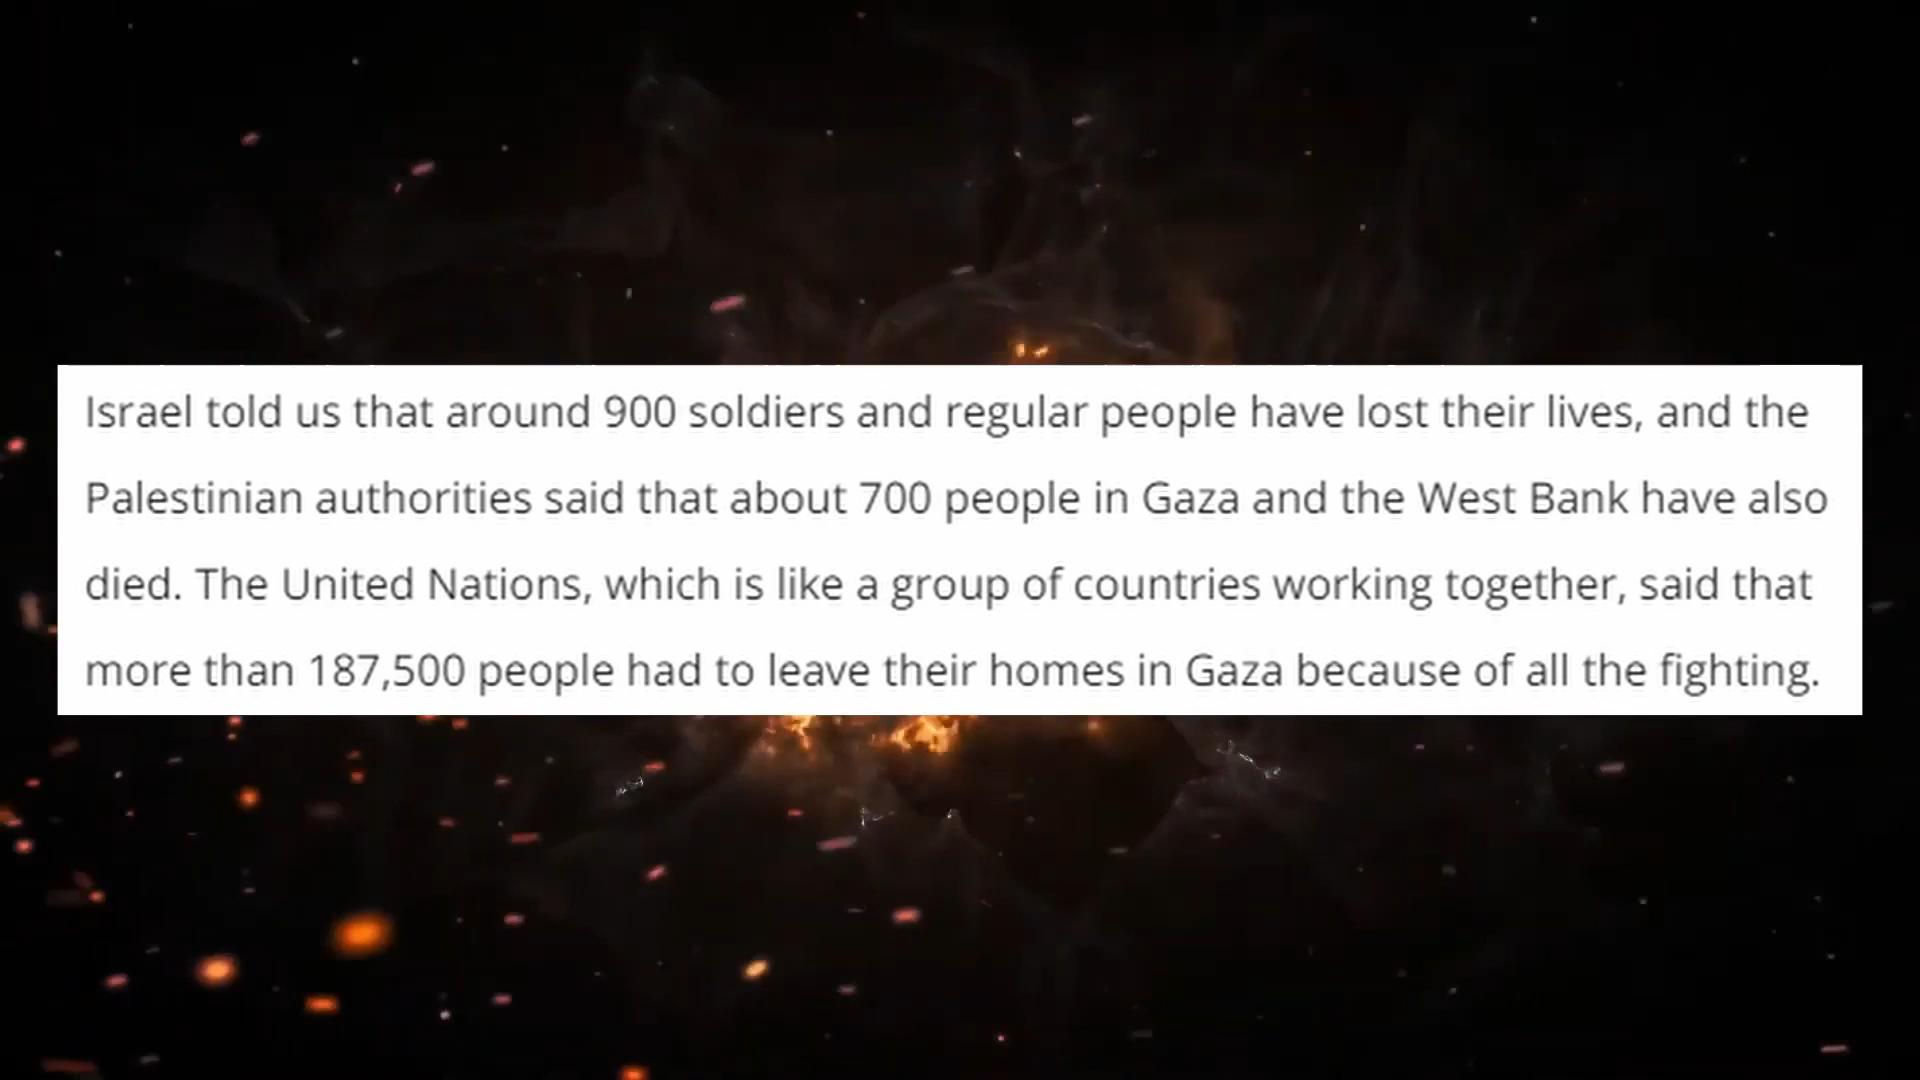 Israel told us that around 900 soldiers and regular people have lost their lives, and the
Palestinian authorities said that about 700 people in Gaza and the West Bank have also
died. The United Nations, which is like a group of countries working together, said that
more than 187,500 people had to leave their homes in Gaza because of all the fighting.